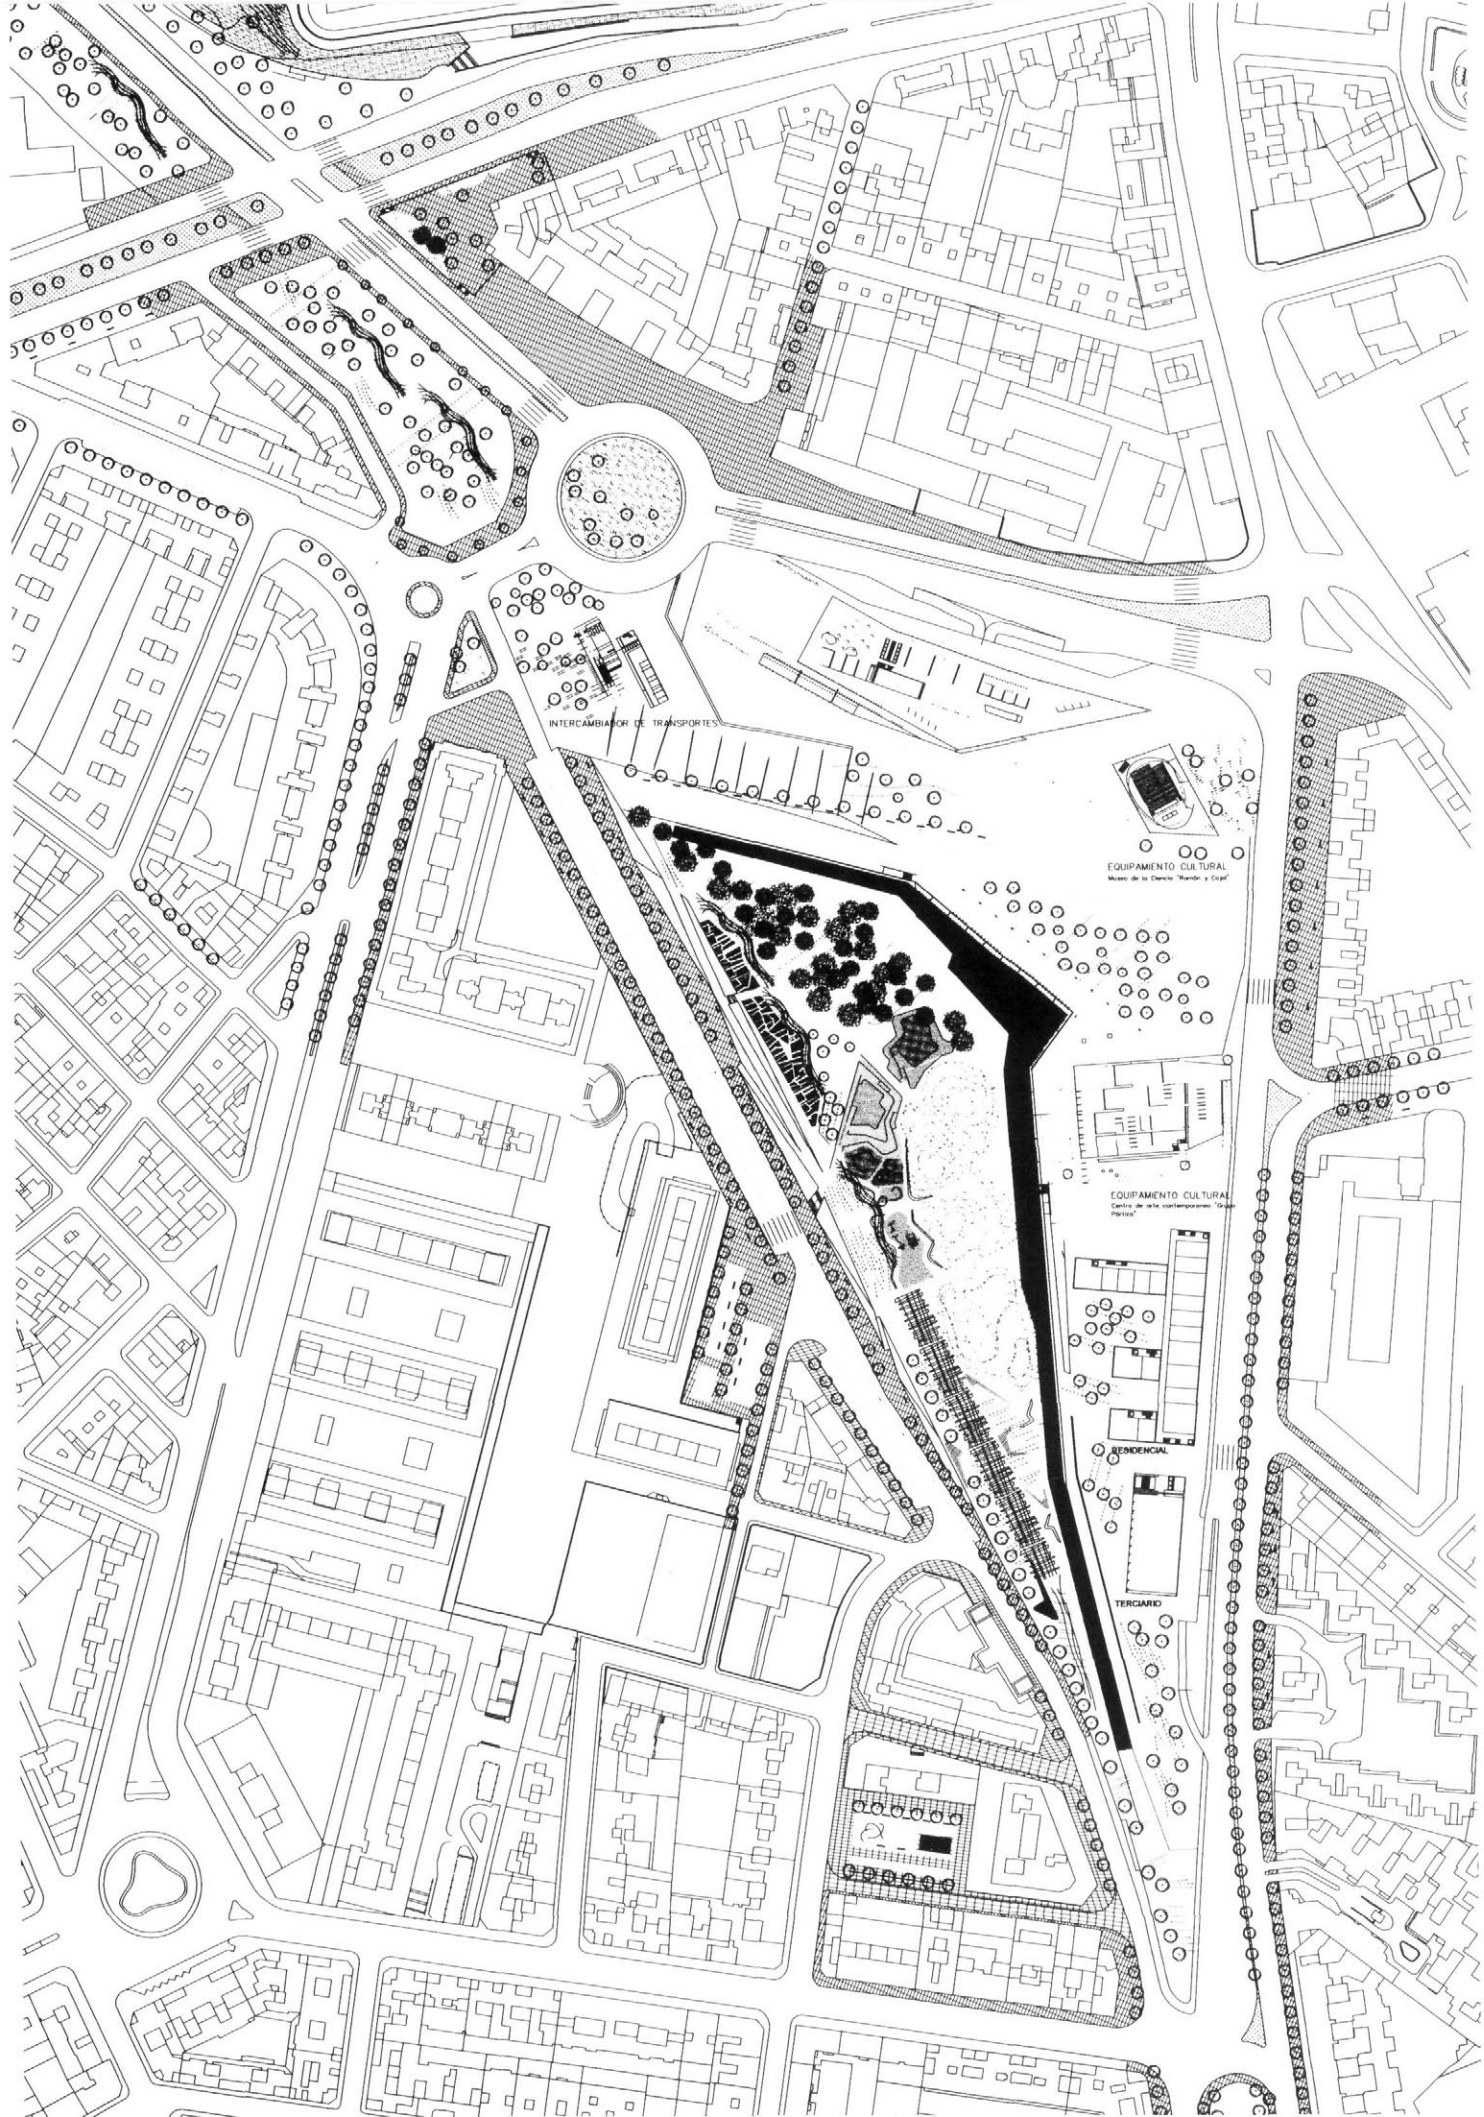 INTERCAMBIADOR DE TRANSPORTES
EQUIPAMIENTO CULTURAL
Museo de la Ciencia "Ramón y Cajal"
EQUIPAMIENTO CULTURAL
Centro de arte contemporaneo "Grupo
Pórtico"
RESIDENCIAL
TERCIARIO